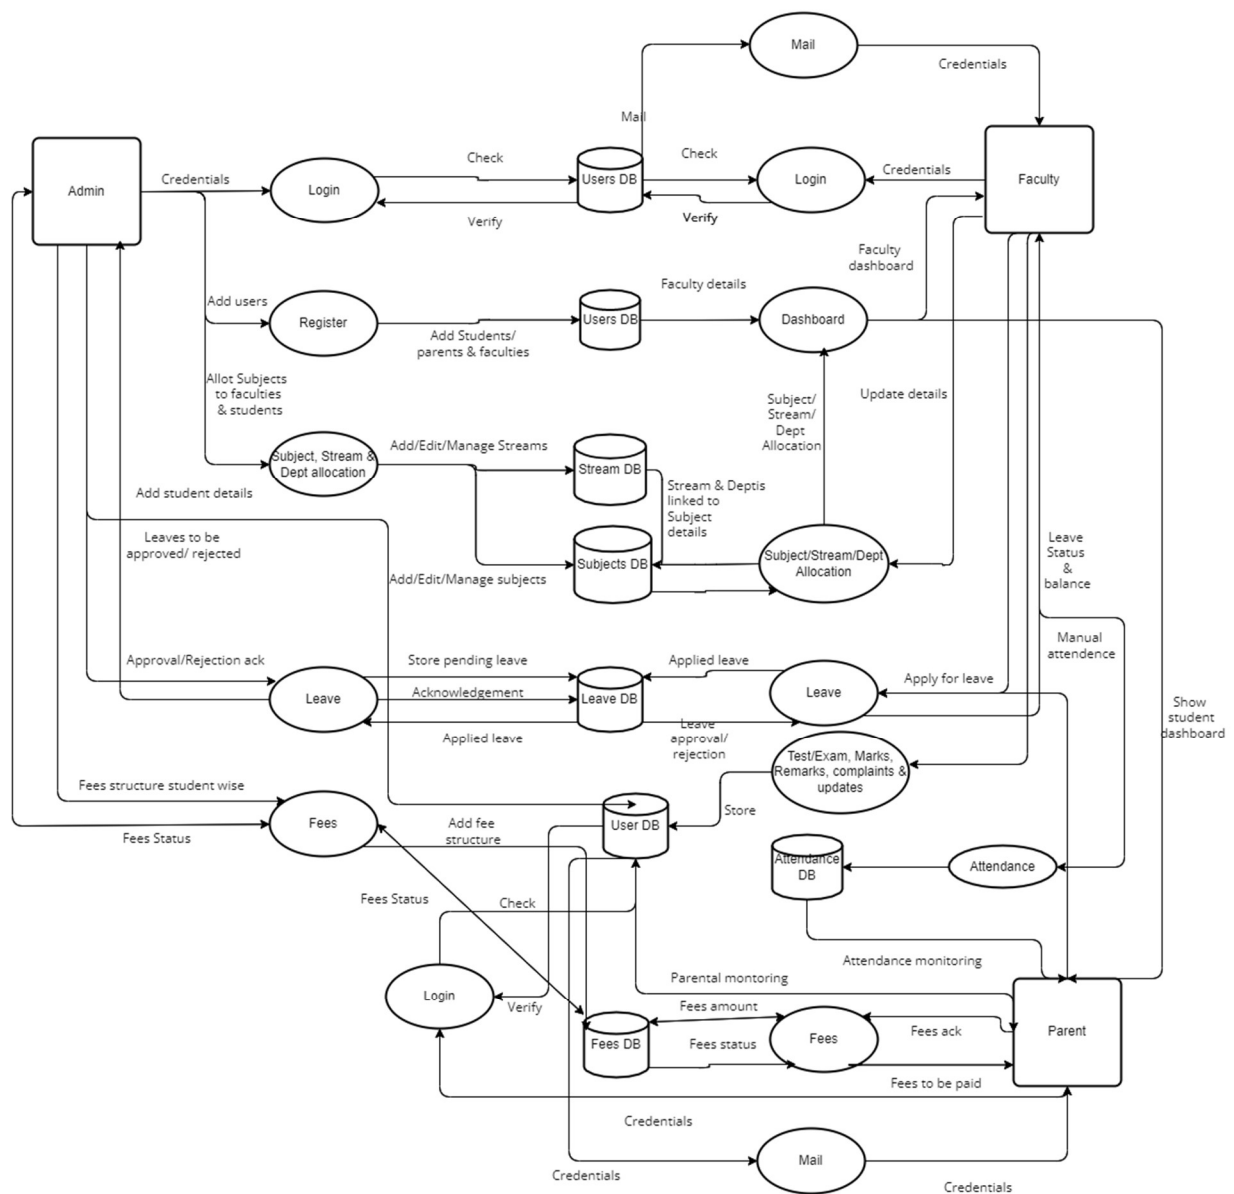 Mail
Credentials
Mail
Admin
Credentials
Login
Check
Verify
Users DB
Check
Verify
Login
Credentials
Faculty
Faculty
dashboard
Add users
Register
Add Students/
parents & faculties
Users DB
Faculty details
Dashboard
Allot Subjects
to faculties
& students
Subject/
Stream/
Dept
Allocation
Update details
Subject, Stream &
Dept allocation
Add/Edit/Manage Streams
Stream DB
Stream & Deptis
linked to
Subject
details
Add student details
Leaves to be
approved/ rejected
Add/Edit/Manage subjects
Subjects DB
Subject/Stream/Dept
Allocation
Leave
Status
&
balance
Manual
attendence
Approval/Rejection ack
Leave
Store pending leave
Acknowledgement
Applied leave
Leave DB
Applied leave
Leave
approval/
rejection
Leave
Apply for leave
Show
student
dashboard
Test/Exam, Marks,
Remarks, complaints &
updates
Store
Fees structure student wise
Fees Status
Fees
Add fee
structure
User DB
Attendance
DB
Attendance
Fees Status
Check
Attendance monitoring
Login
Verify
Parental montoring
Fees amount
Fees DB
Fees status
Fees
Fees ack
Fees to be paid
Parent
Credentials
Credentials
Mail
Credentials